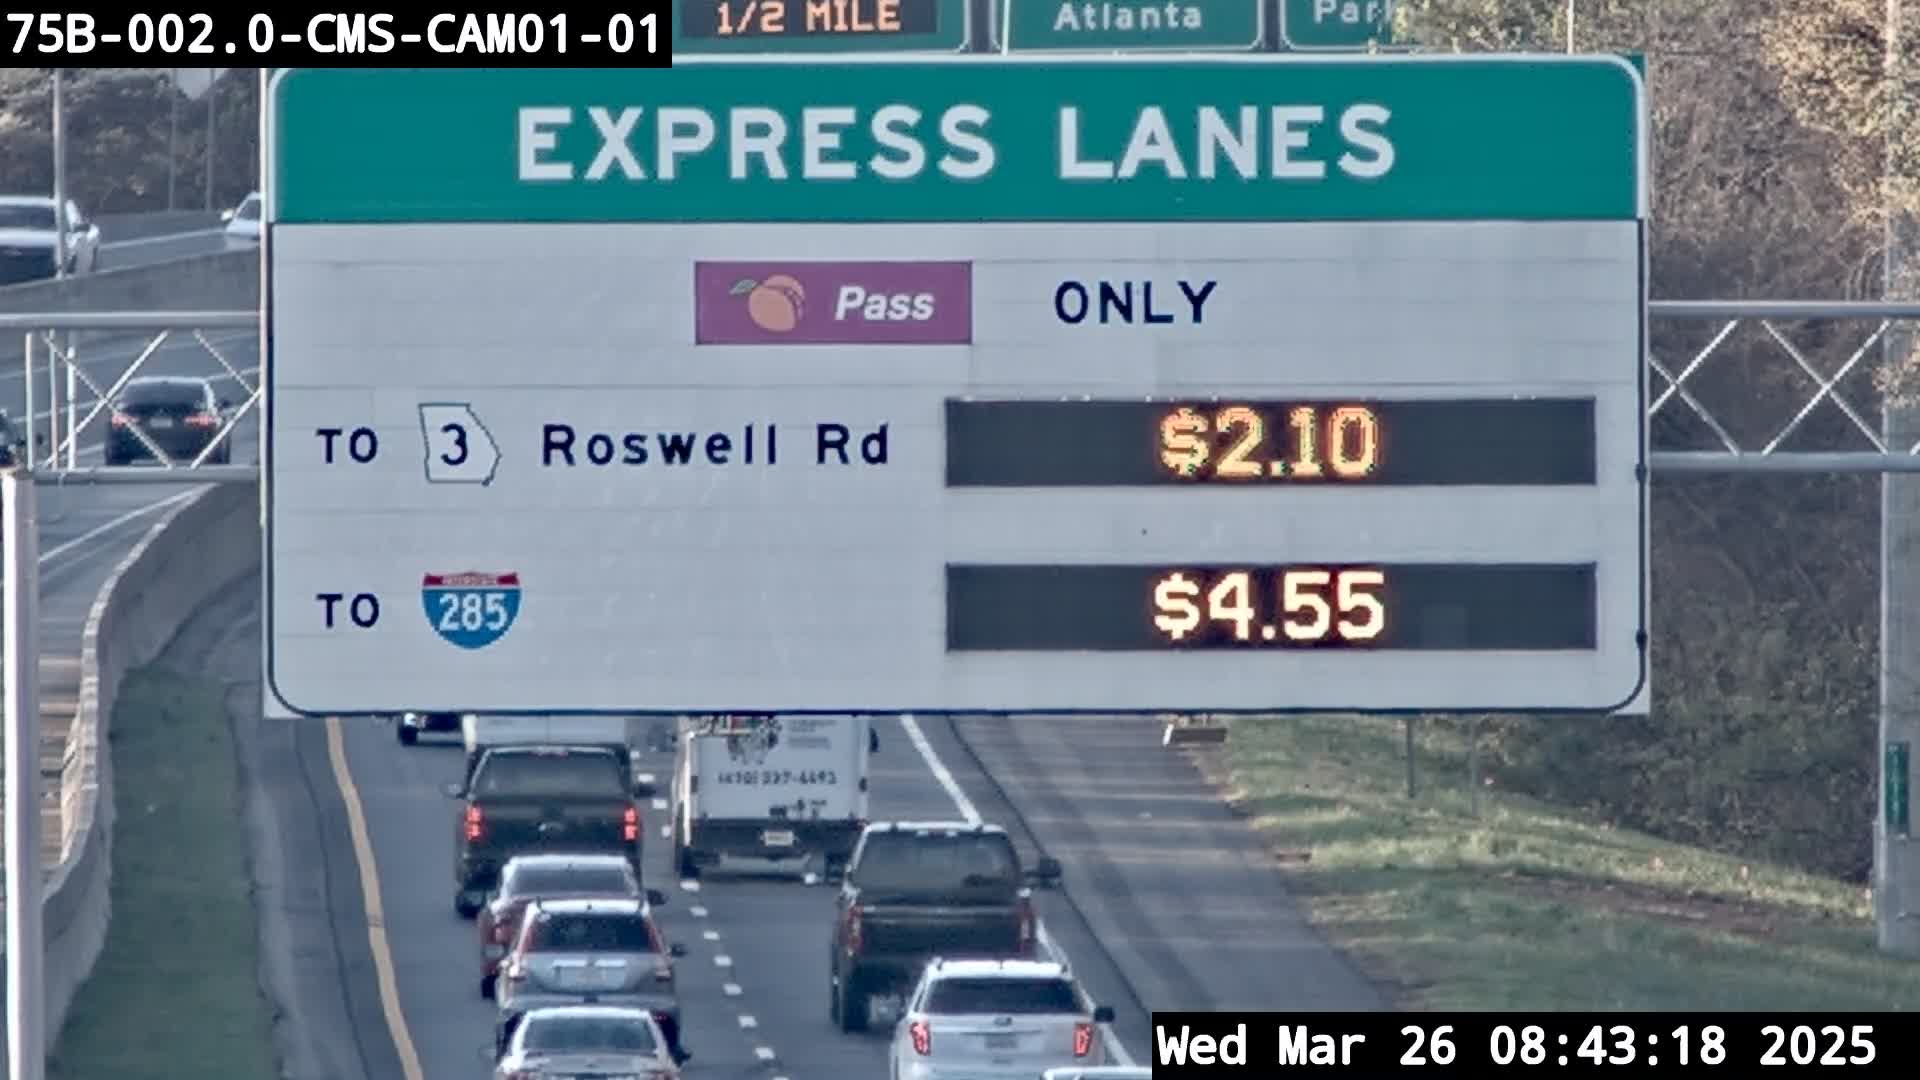 75B-002.0-CMS-CAM01-01
1/2 MILE
Atlanta
EXPRESS LANES
Pass ONLY
TO 3 Roswell Rd $2.10
TO 285 $4.55
Wed Mar 26 08:43:18 2025